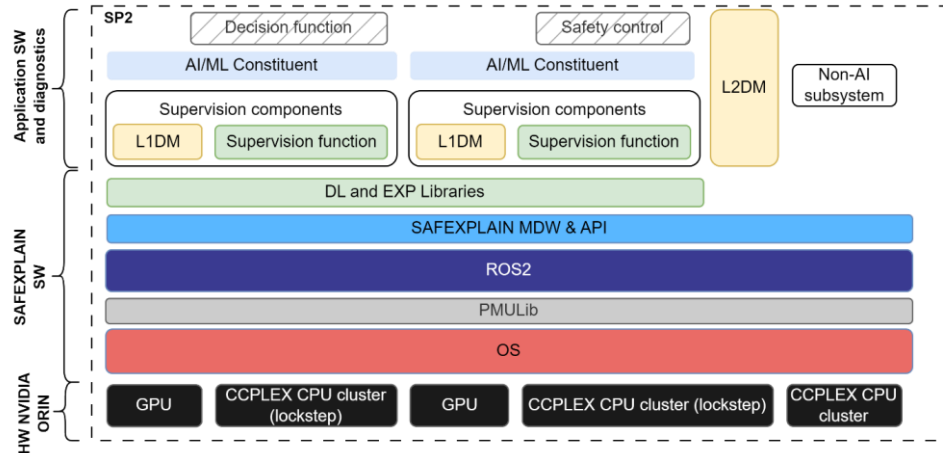 SP2
Application SW
and diagnostics
Decision function
Safety control
AI/ML Constituent
AI/ML Constituent
L2DM
Non-AI
subsystem
Supervision components
L1DM
Supervision function
Supervision components
L1DM
Supervision function
SAFEXPLAIN
SW
DL and EXP Libraries
SAFEXPLAIN MDW & API
ROS2
PMULib
OS
HW NVIDIA
ORIN
GPU
CCPLEX CPU cluster
(lockstep)
GPU
CCPLEX CPU cluster (lockstep)
CCPLEX CPU
cluster